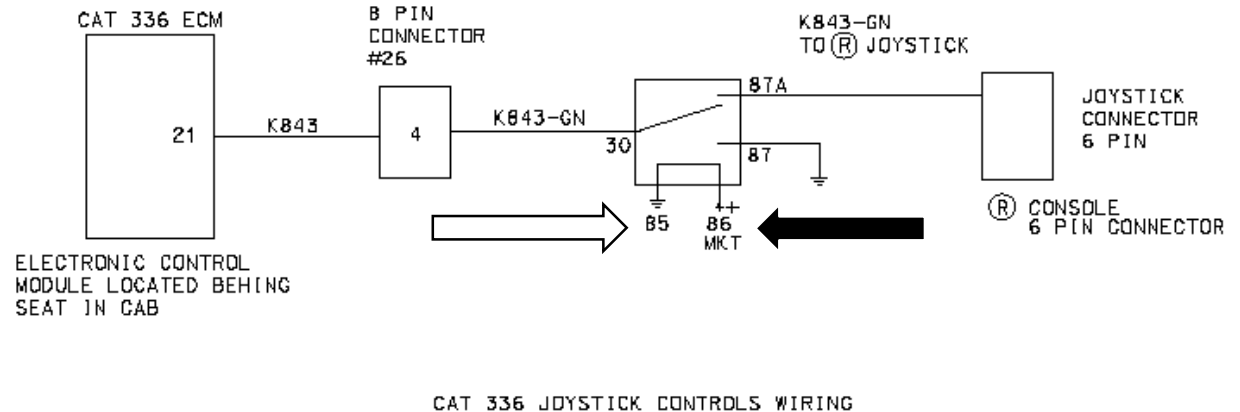 CAT 336 ECM
21
ELECTRONIC CONTROL
MODULE LOCATED BEHING
SEAT IN CAB
K843
8 PIN
CONNECTOR
#26
4
K843-GN
30
87A
87
85
++
86
MKT
K843-GN
TO R JOYSTICK
JOYSTICK
CONNECTOR
6 PIN
R CONSOLE
6 PIN CONNECTOR
CAT 336 JOYSTICK CONTROLS WIRING